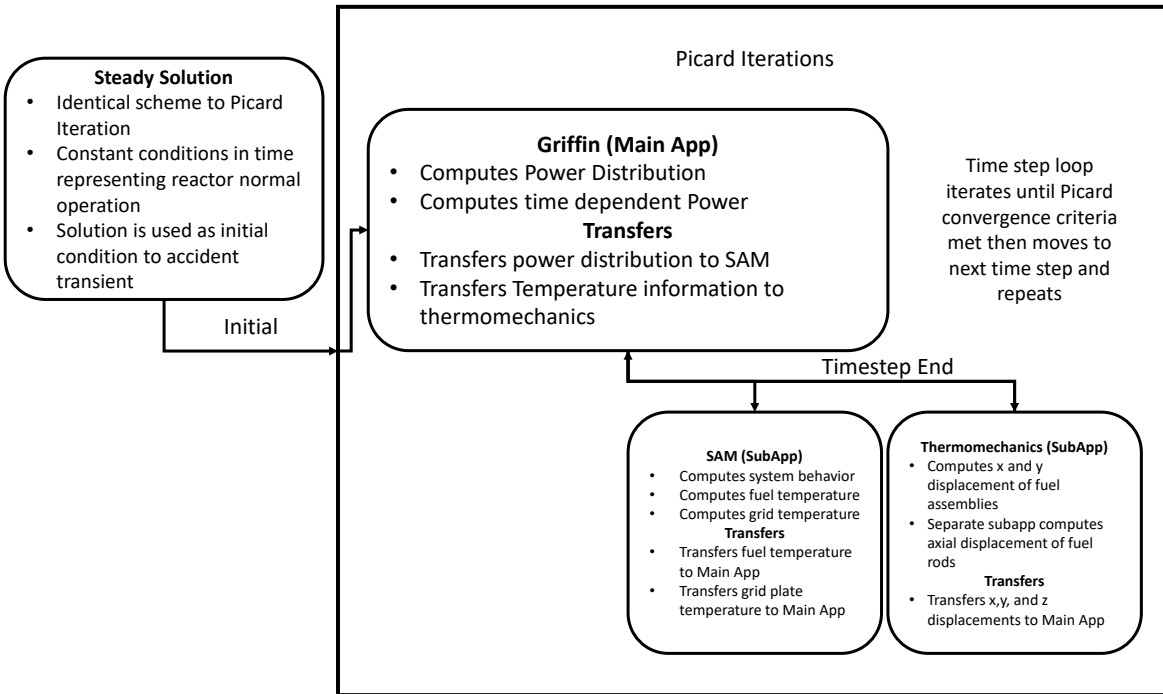 Steady Solution
• Identical scheme to Picard
Iteration
• Constant conditions in time
representing reactor normal
operation
• Solution is used as initial
condition to accident
transient
Initial
Picard Iterations
Griffin (Main App)
• Computes Power Distribution
• Computes time dependent Power
Transfers
• Transfers power distribution to SAM
• Transfers Temperature information to
thermomechanics
Time step loop
iterates until Picard
convergence criteria
met then moves to
next time step and
repeats
Timestep End
SAM (SubApp)
• Computes system behavior
• Computes fuel temperature
• Computes grid temperature
Transfers
• Transfers fuel temperature
to Main App
• Transfers grid plate
temperature to Main App
Thermomechanics (SubApp)
• Computes x and y
displacement of fuel
assemblies
• Separate subapp computes
axial displacement of fuel
rods
Transfers
• Transfers x,y, and z
displacements to Main App